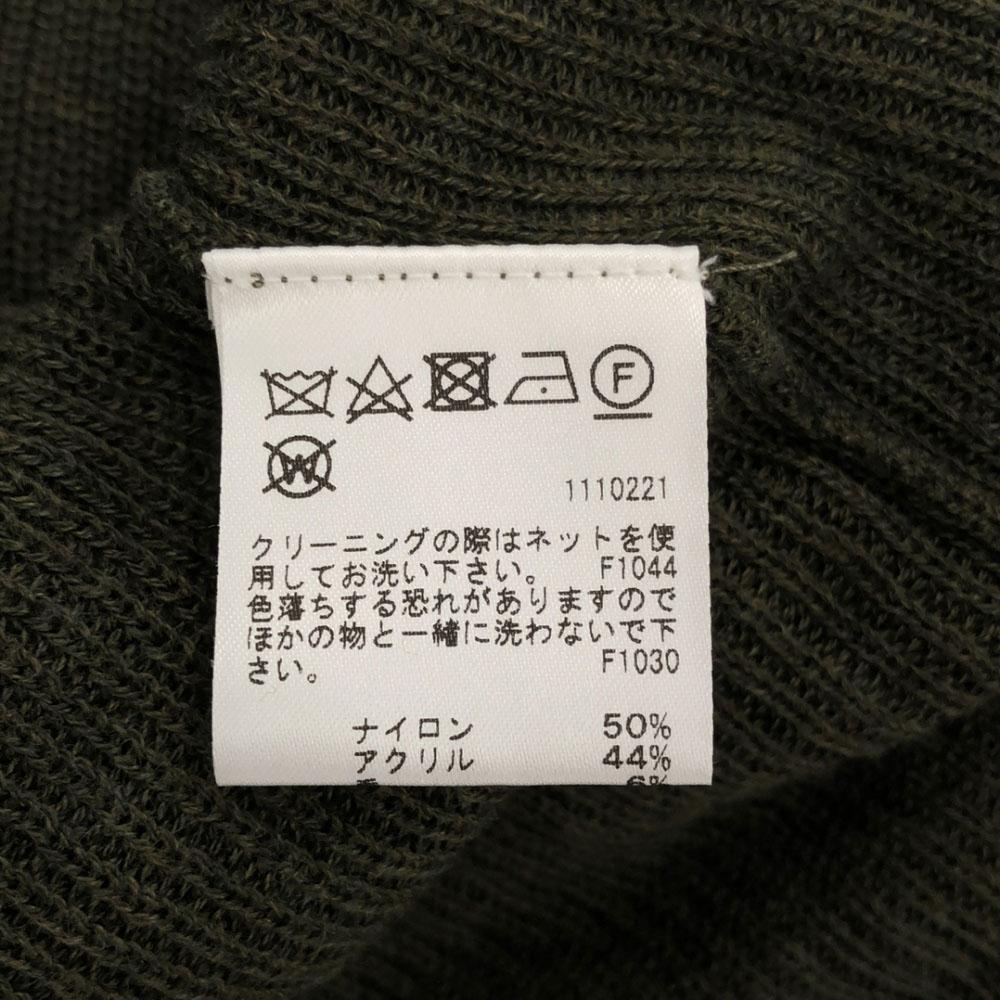 F
W
1110221
クリーニングの際はネットを使
用してお洗い下さい。 F1044
色落ちする恐れがありますので
ほかの物と一緒に洗わないで下
さい。 F1030
ナイロン 50%
アクリル 44%
6%